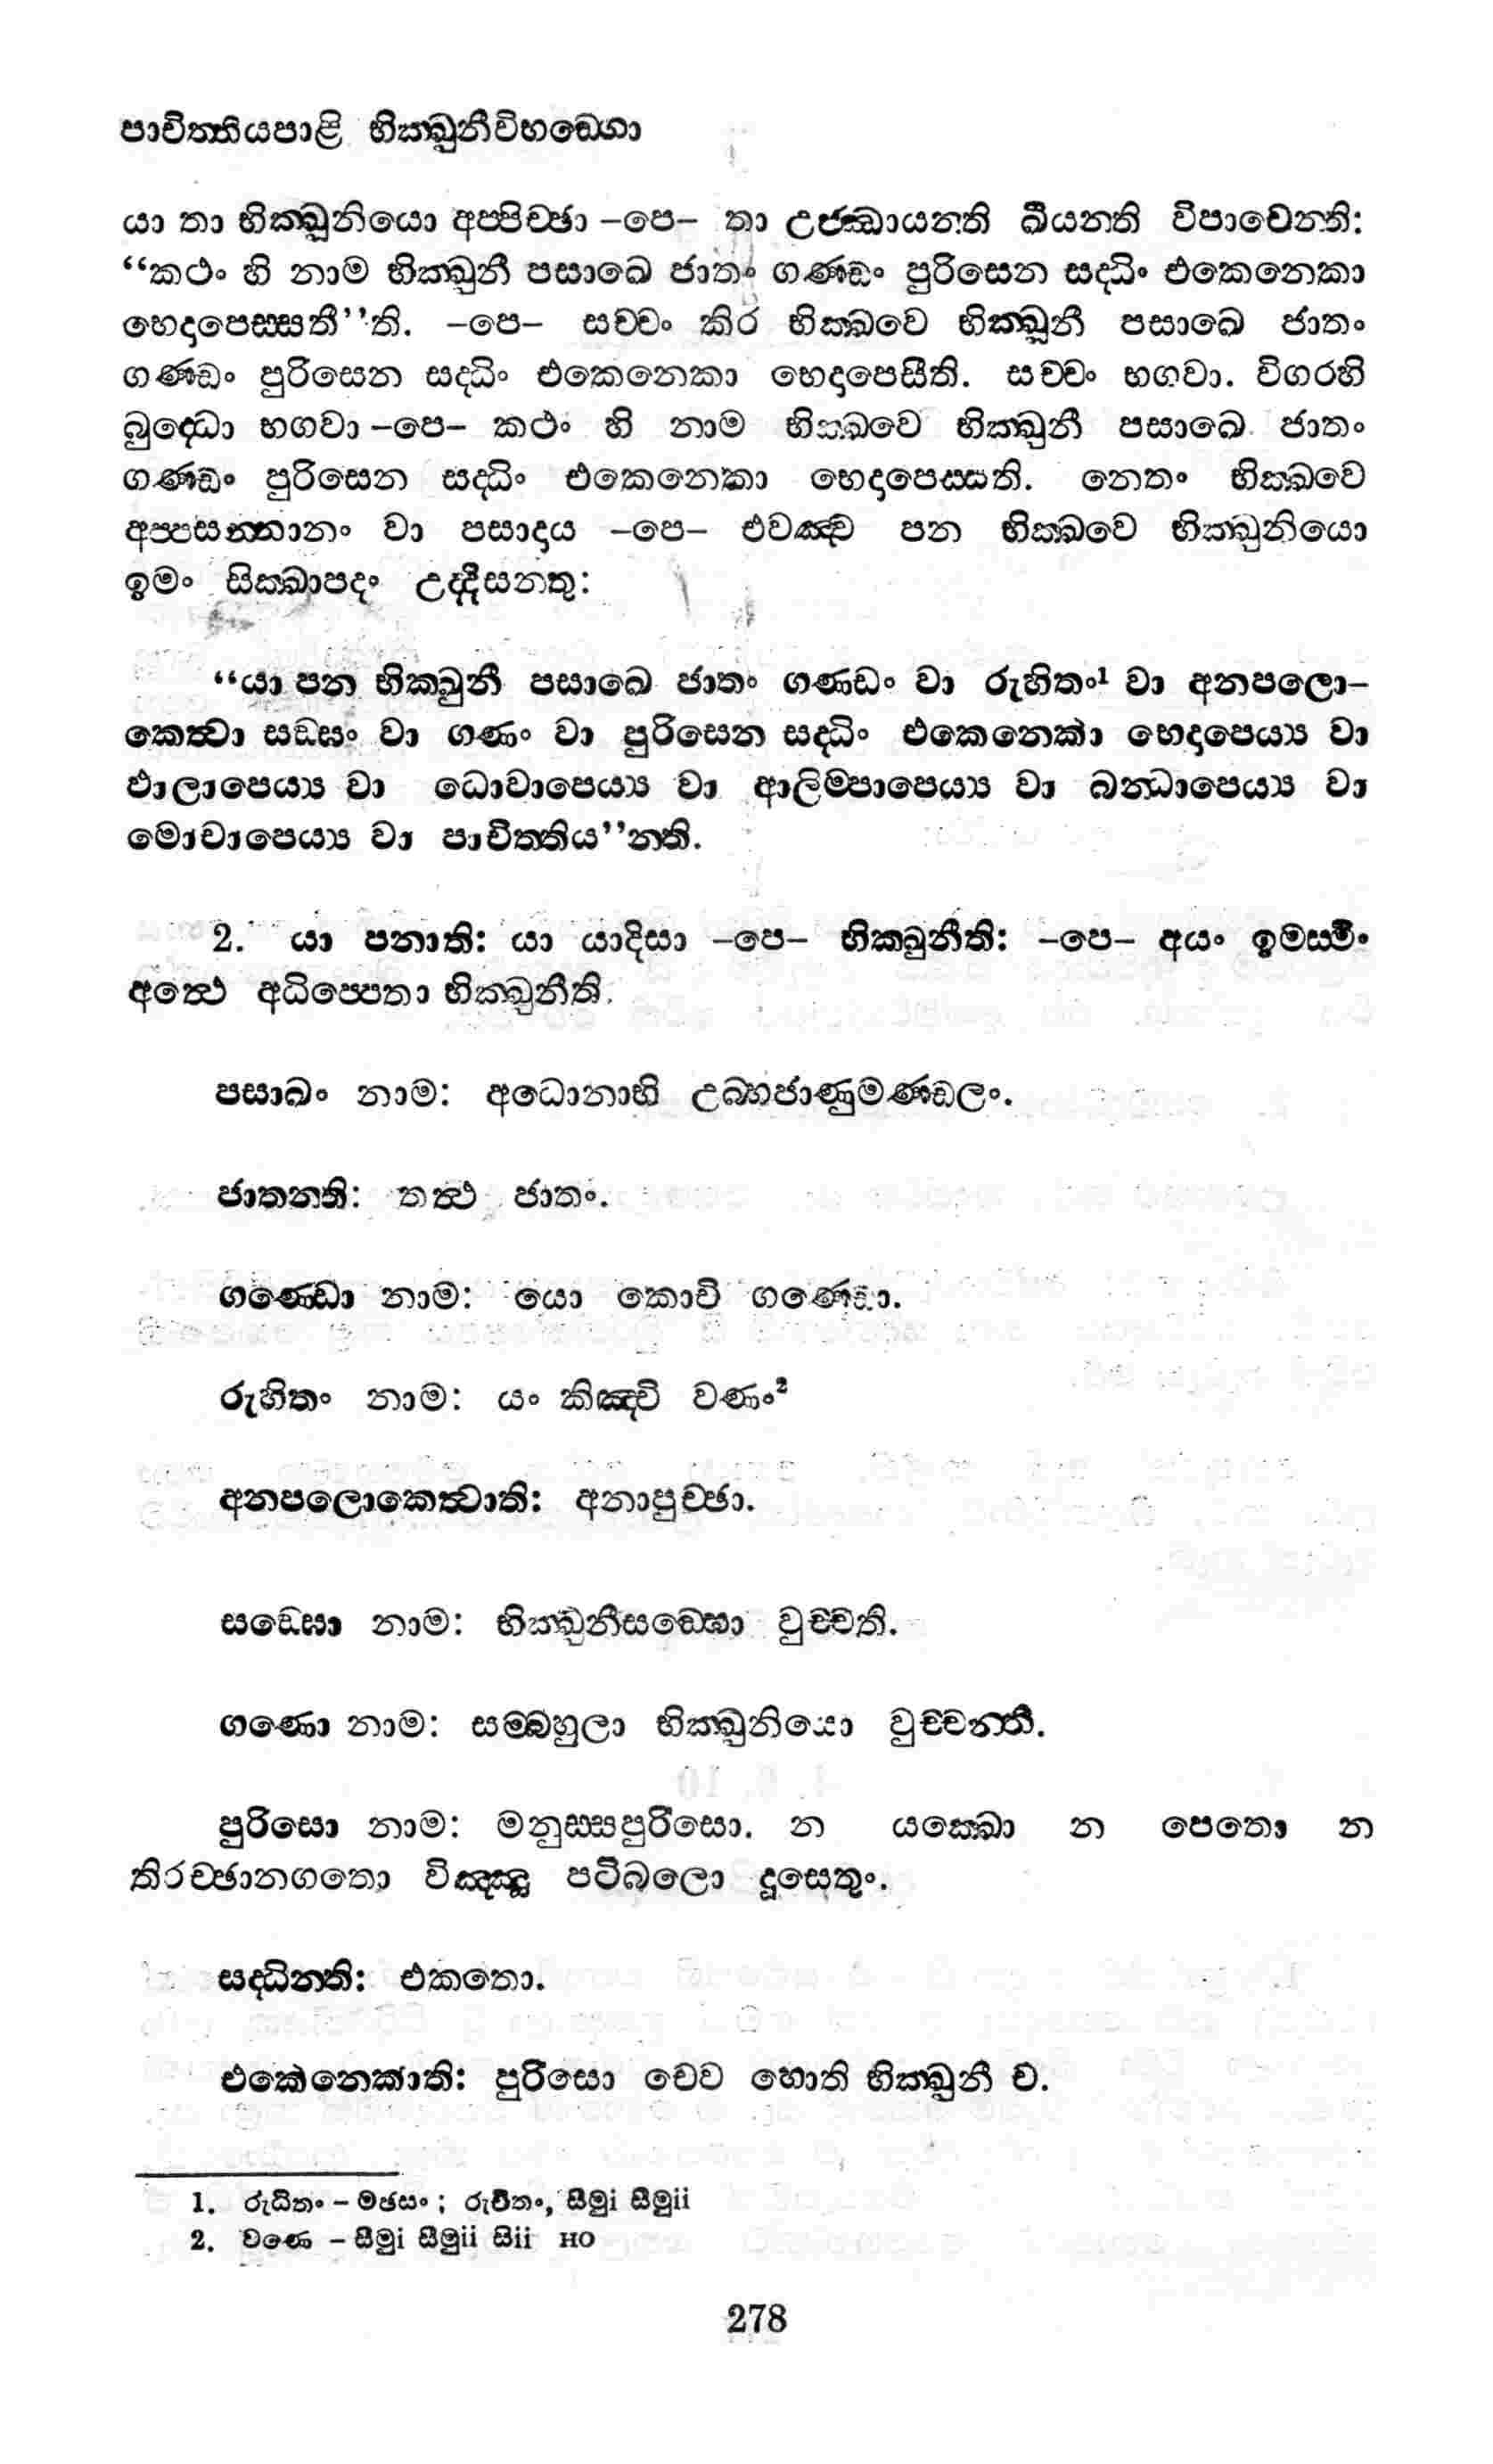 පාචිත්තියපාළි භික්ඛුනීවිභඞ්ගො
යා තා භික්ඛූනියො අප්පිච්ඡා –පෙ– තා උජ්ඣායන්ති ඛීයන්ති විපාචෙන්ති:
“කථං හි නාම භික්ඛුනී පසාඛෙ ජාතං ගණ්ඩං පුරිසෙන සද්ධිං එකෙනෙකා
භෙදාපෙස්සතී”ති. –පෙ– සච්චං කිර භික්ඛවෙ භික්ඛූනී පසාඛෙ ජාතං
ගණ්ඩං පුරිසෙන සද්ධිං එකෙනෙකා භෙදාපෙසීති. සච්චං භගවා. විගරහි
බුද්ධො භගවා –පෙ– කථං හි නාම භික්ඛවෙ භික්ඛුනී පසාඛෙ ජාතං
ගණ්ඩං පුරිසෙන සද්ධිං එකෙනෙකා භෙදාපෙස්සති. නෙතං භික්ඛවෙ
අප්පසන්නානං වා පසාදාය –පෙ– එවඤ්ච පන භික්ඛවෙ භික්ඛුනියො
ඉමං සික්ඛාපදං උද්දිසන්තු:
“යා පන භික්ඛුනී පසාඛෙ ජාතං ගණ්ඩං වා රුහිතං¹ වා අනපලො–
කෙත්වා සඞ්ඝං වා ගණං වා පුරිසෙන සද්ධිං එකෙනෙකා භෙදාපෙය්‍ය වා
ඵාලාපෙය්‍ය වා ධොවාපෙය්‍ය වා ආලිම්පාපෙය්‍ය වා බන්ධාපෙය්‍ය වා
මොචාපෙය්‍ය වා පාචිත්තිය”න්ති.
2. යා පනාති: යා යාදිසා –පෙ– භික්ඛුනීති: –පෙ– අයං ඉමස්මිං
අත්ථෙ අධිප්පෙතා භික්ඛුනීති.
පසාඛං නාම: අධොනාභි උබ්භජාණුමණ්ඩලං.
ජාතන්ති: තත්ථ ජාතං.
ගණ්ඩො නාම: යො කොචි ගණ්ඩො.
රුහිතං නාම: යං කිඤ්චි වණං²
අනපලොකෙත්වාති: අනාපුච්ඡා.
සඞ්ඝො නාම: භික්ඛුනීසඞ්ඝො වුච්චති.
ගණො නාම: සම්බහුලා භික්ඛුනියො වුච්චන්ති.
පුරිසො නාම: මනුස්සපුරිසො. න යක්ඛො න පෙතො න
තිරච්ඡානගතො විඤ්ඤූ පටිබලො දූසෙතුං.
සද්ධින්ති: එකතො.
එකෙනෙකාති: පුරිසො චෙව හොති භික්ඛුනී ච.
1. රුධිතං – මඡසං ; රුචිතං, සීමුi සීමුii
2. වණෙ – සීමුi සීමුii සිii HO
278